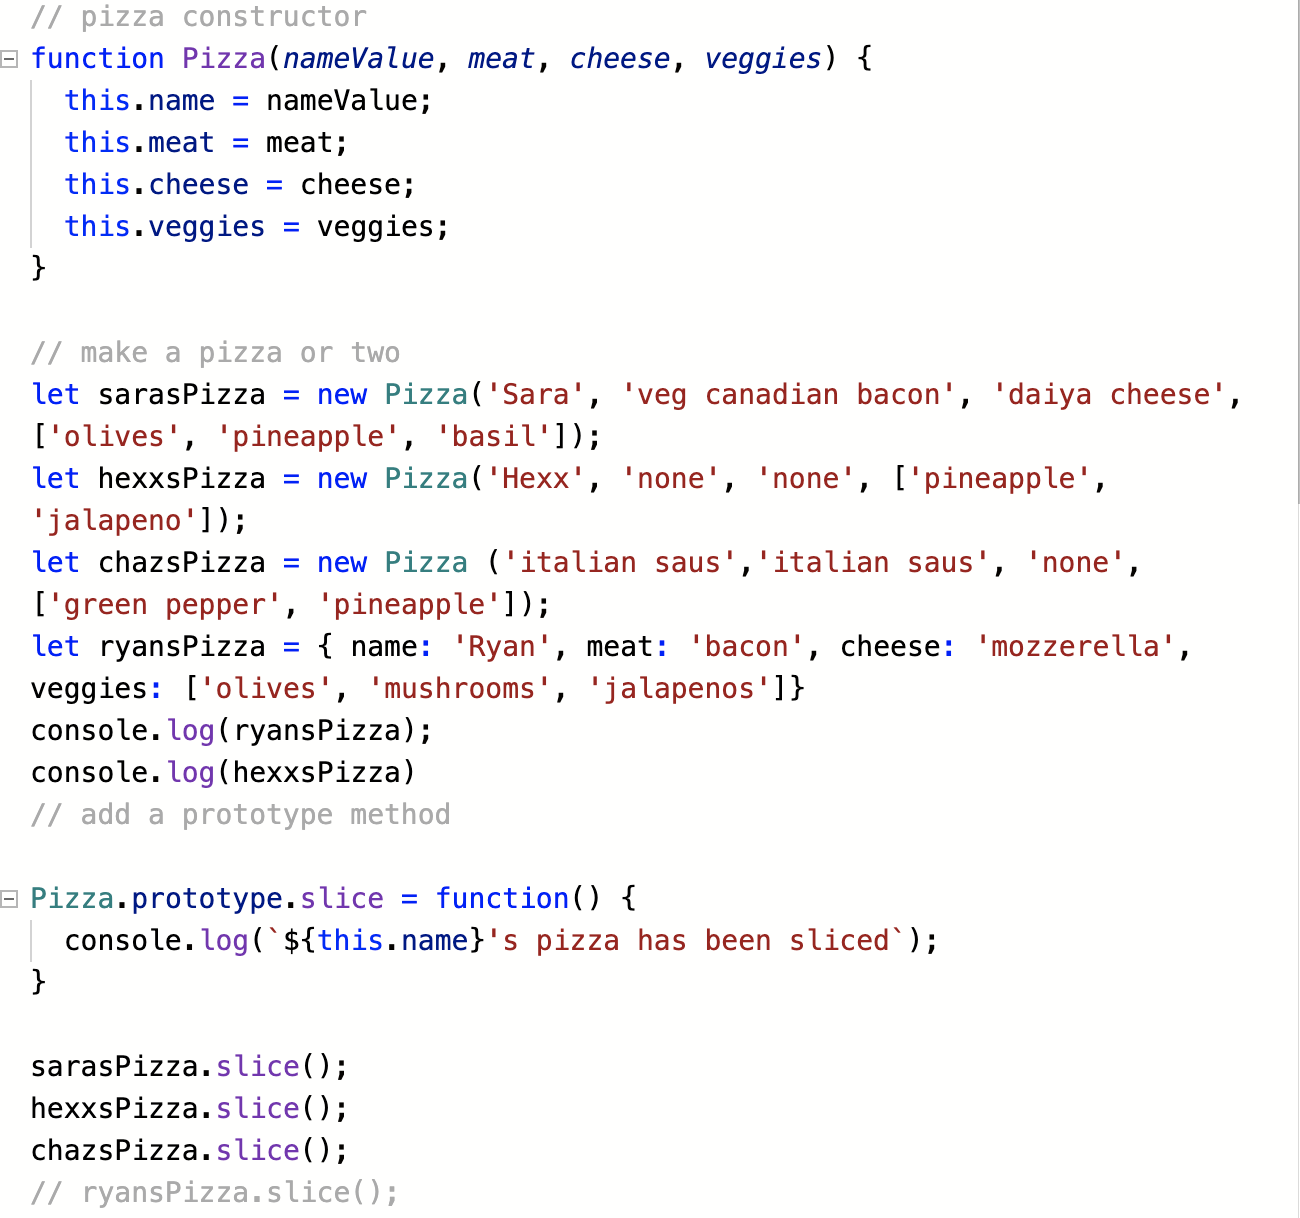 // pizza constructor
function Pizza(nameValue, meat, cheese, veggies) {
  this.name = nameValue;
  this.meat = meat;
  this.cheese = cheese;
  this.veggies = veggies;
}

// make a pizza or two
let sarasPizza = new Pizza('Sara', 'veg canadian bacon', 'daiya cheese',
['olives', 'pineapple', 'basil']);
let hexxsPizza = new Pizza('Hexx', 'none', 'none', ['pineapple',
'jalapeno']);
let chazsPizza = new Pizza ('italian saus','italian saus', 'none',
['green pepper', 'pineapple']);
let ryansPizza = { name: 'Ryan', meat: 'bacon', cheese: 'mozzerella',
veggies: ['olives', 'mushrooms', 'jalapenos']}
console.log(ryansPizza);
console.log(hexxsPizza)
// add a prototype method

Pizza.prototype.slice = function() {
  console.log(`${this.name}'s pizza has been sliced`);
}

sarasPizza.slice();
hexxsPizza.slice();
chazsPizza.slice();
// ryansPizza.slice();